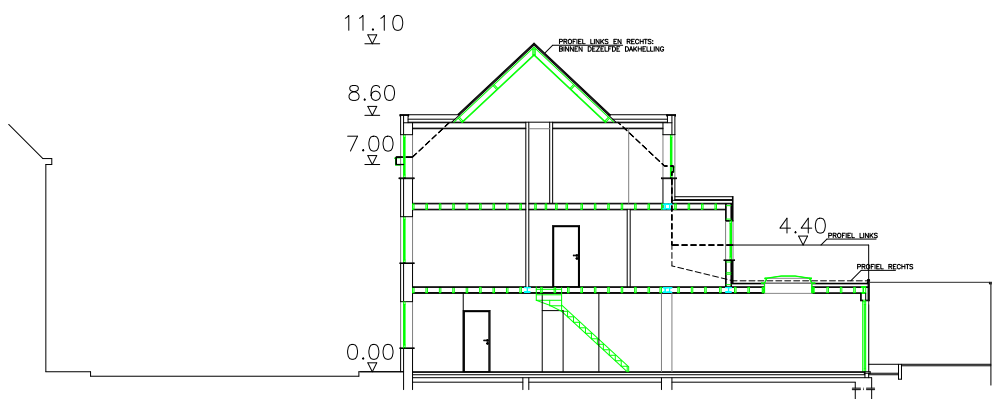 11.10
PROFIEL LINKS EN RECHTS:
BINNEN DEZELFDE DAKHELLING
8.60
7.00
4.40
PROFIEL LINKS
PROFIEL RECHTS
0.00